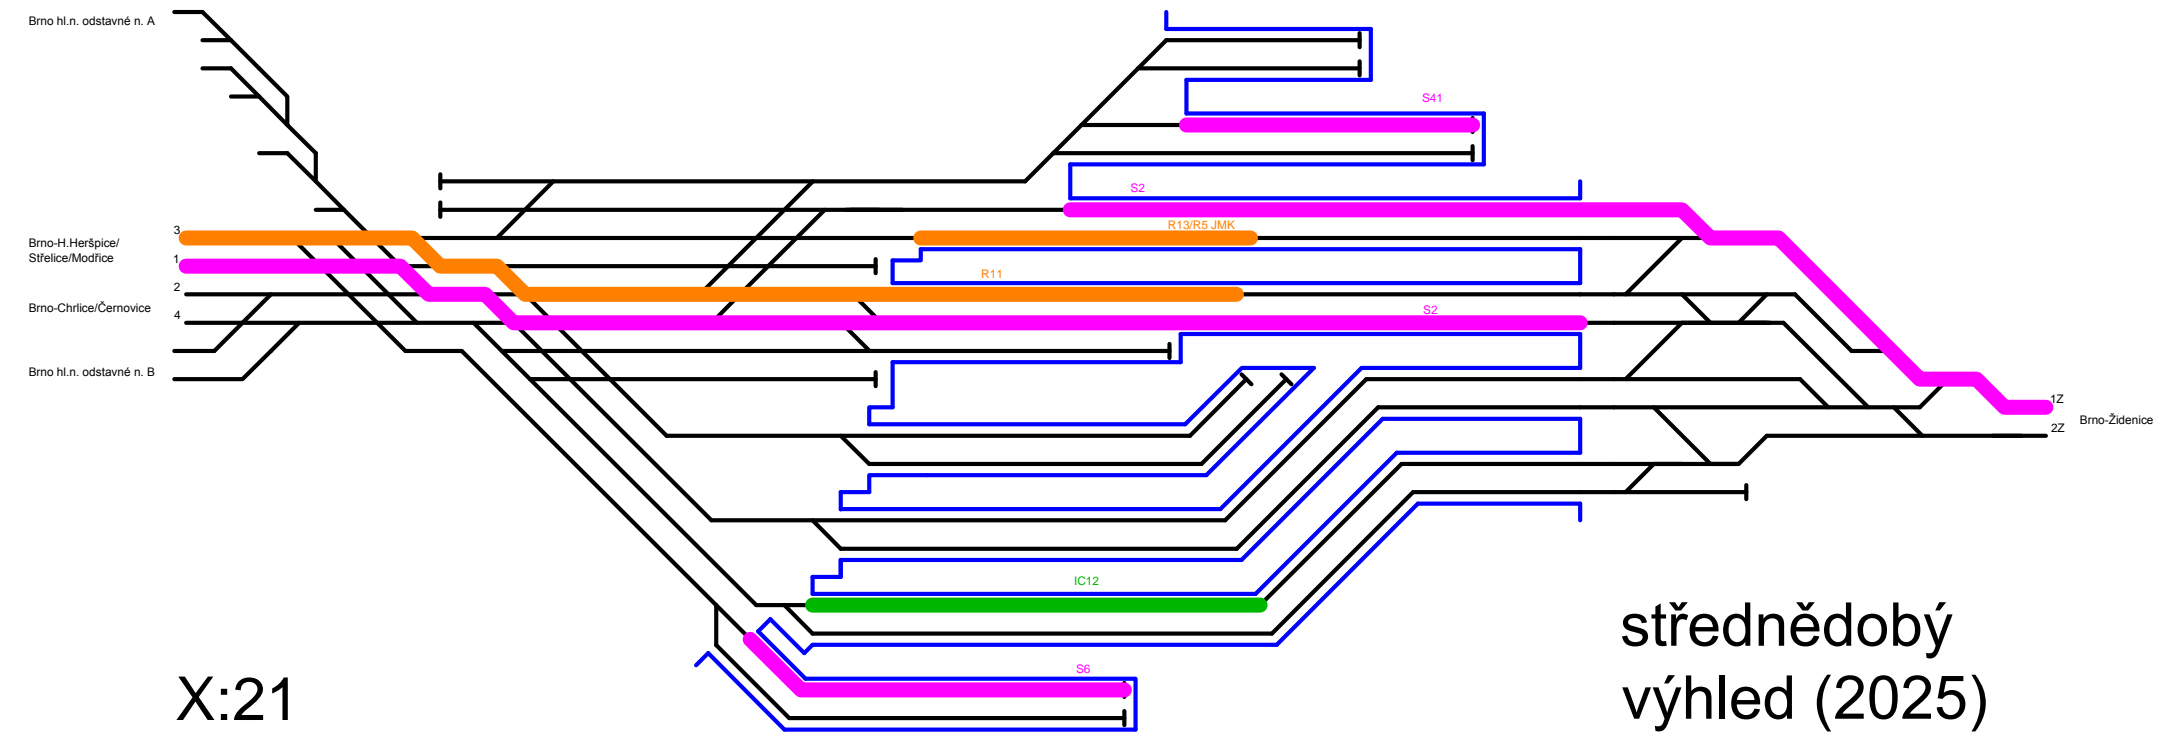 Brno hl.n. odstavné n. A
S41
S2
R13/R5 JMK
3
Brno-H.Heršpice/
Střelice/Modřice
1
R11
2
Brno-Chrlice/Černovice
4
S2
Brno hl.n. odstavné n. B
1Z
Brno-Židenice
2Z
IC12
střednědobý
S6
X:21
výhled (2025)